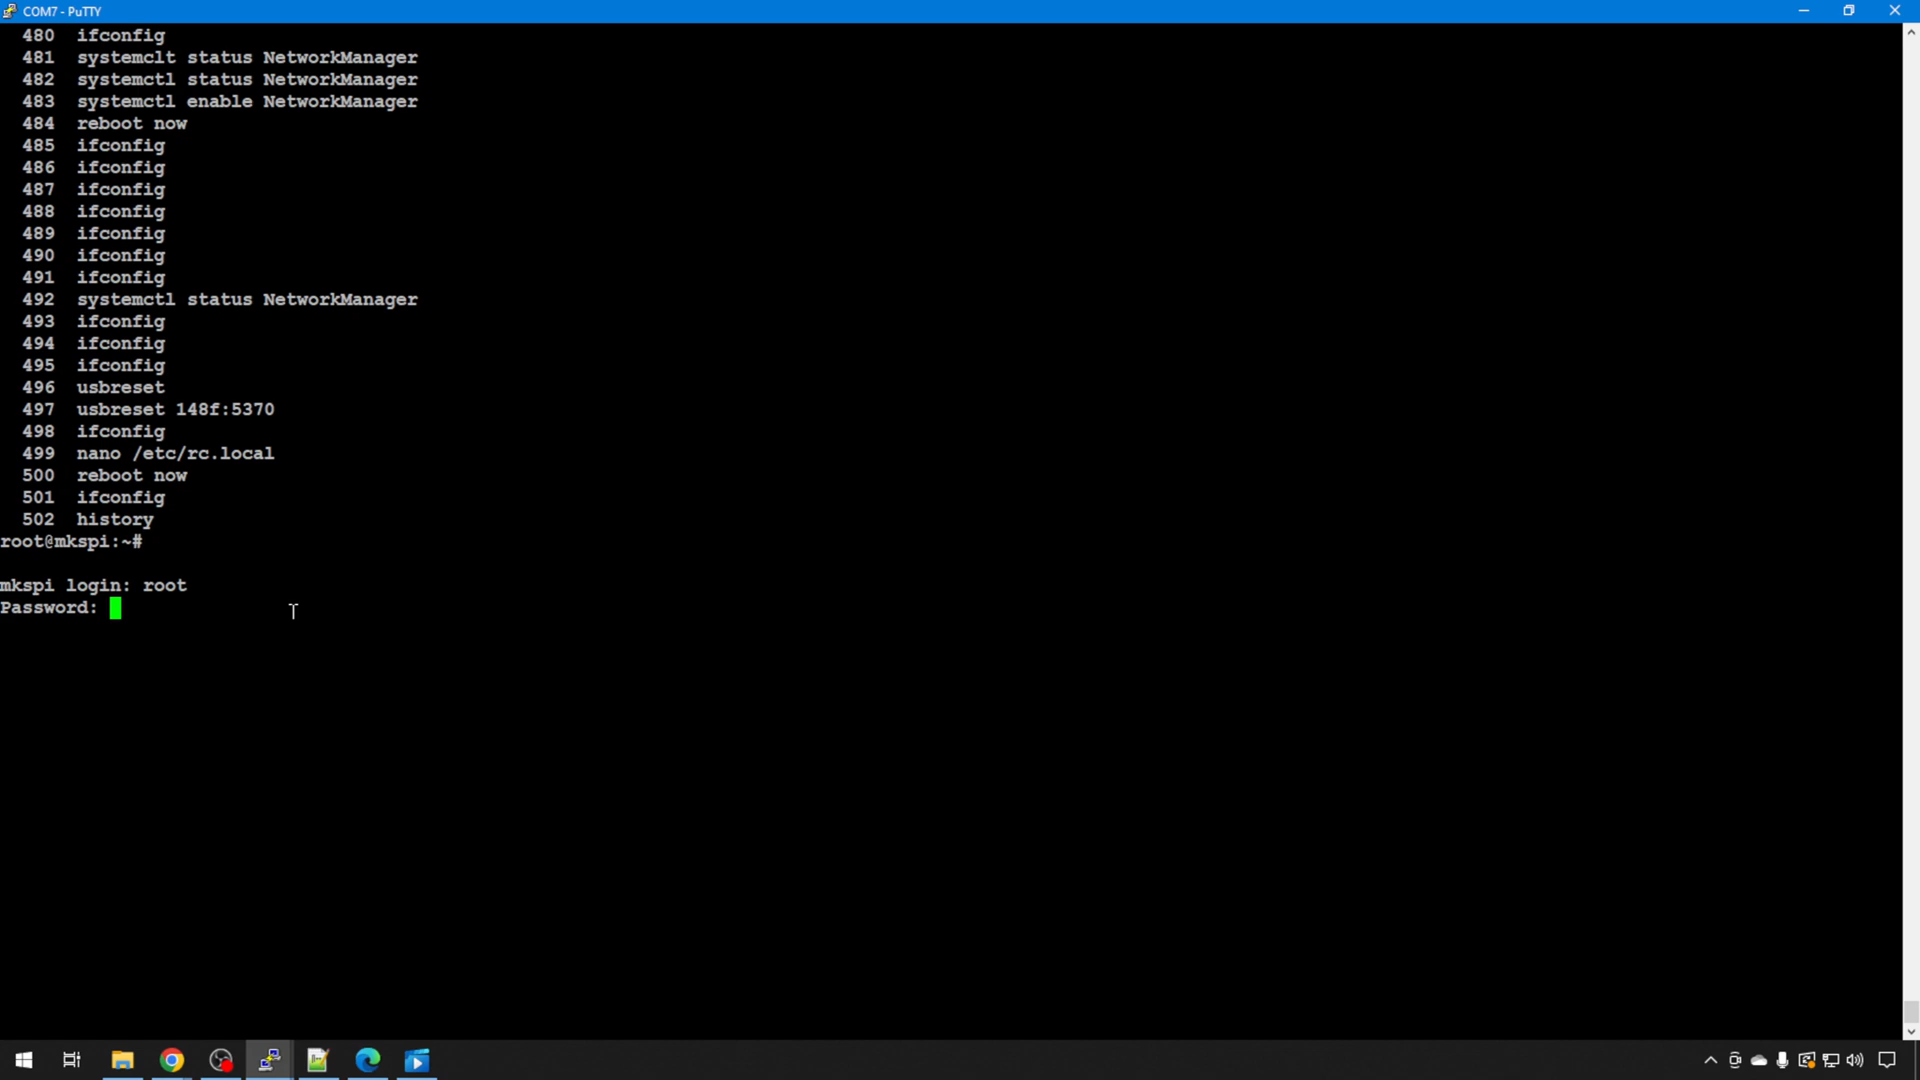 COM7 - PuTTY
480 ifconfig
481 systemclt status NetworkManager
482 systemctl status NetworkManager
483 systemctl enable NetworkManager
484 reboot now
485 ifconfig
486 ifconfig
487 ifconfig
488 ifconfig
489 ifconfig
490 ifconfig
491 ifconfig
492 systemctl status NetworkManager
493 ifconfig
494 ifconfig
495 ifconfig
496 usbreset
497 usbreset 148f:5370
498 ifconfig
499 nano /etc/rc.local
500 reboot now
501 ifconfig
502 history
root@mkspi:~#
mkspi login: root
Password: